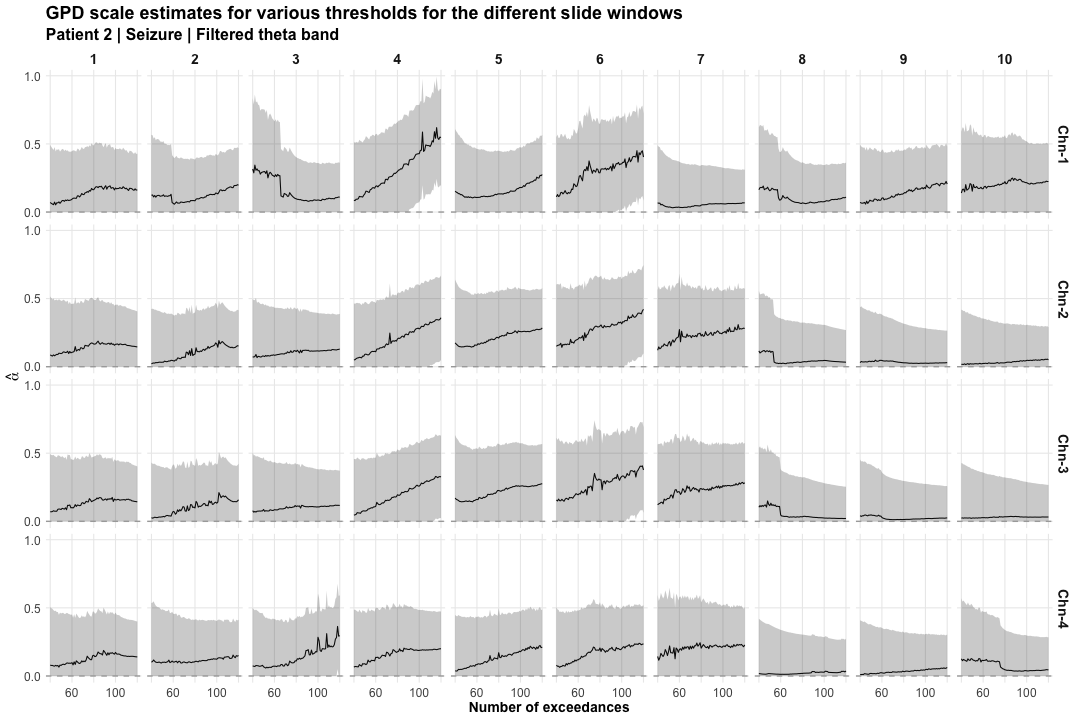 GPD scale estimates for various thresholds for the different slide windows
Patient 2 | Seizure | Filtered theta band
1 2 3 4 5 6 7 8 9 10
1.0
0.5
0.0
Chn-1
1.0
0.5
0.0
Chn-2
α̂
1.0
0.5
0.0
Chn-3
1.0
0.5
0.0
Chn-4
60 100 60 100 60 100 60 100 60 100 60 100 60 100 60 100 60 100 60 100
Number of exceedances